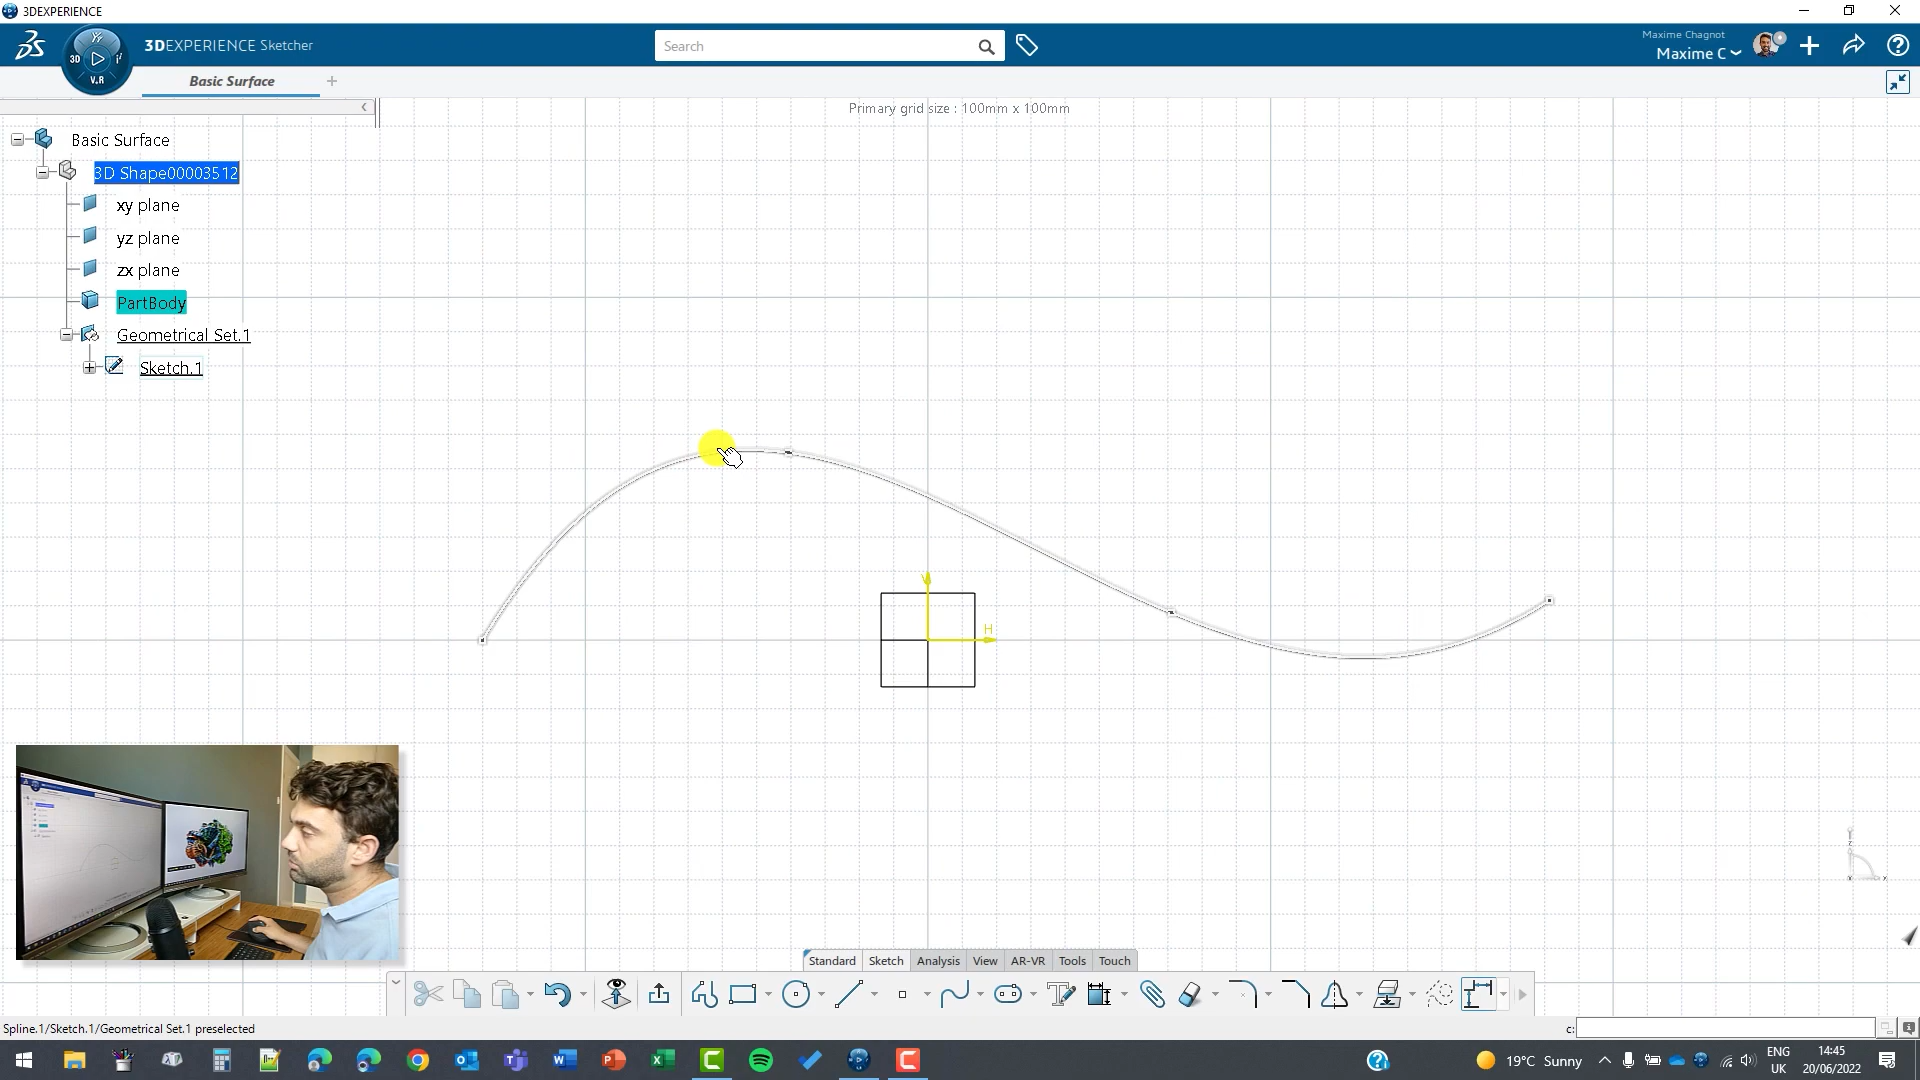 3DEXPERIENCE
3DEXPERIENCE Sketcher
3D
V.R
Search
Maxime Chagnot
Maxime C
Basic Surface
+
Primary grid size : 100mm x 100mm
Basic Surface
3D Shape00003512
xy plane
yz plane
zx plane
PartBody
Geometrical Set.1
Sketch.1
V
H
Standard
Sketch
Analysis
View
AR-VR
Tools
Touch
Spline.1/Sketch.1/Geometrical Set.1 preselected
c:
19°C Sunny
ENG
UK
14:45
20/06/2022